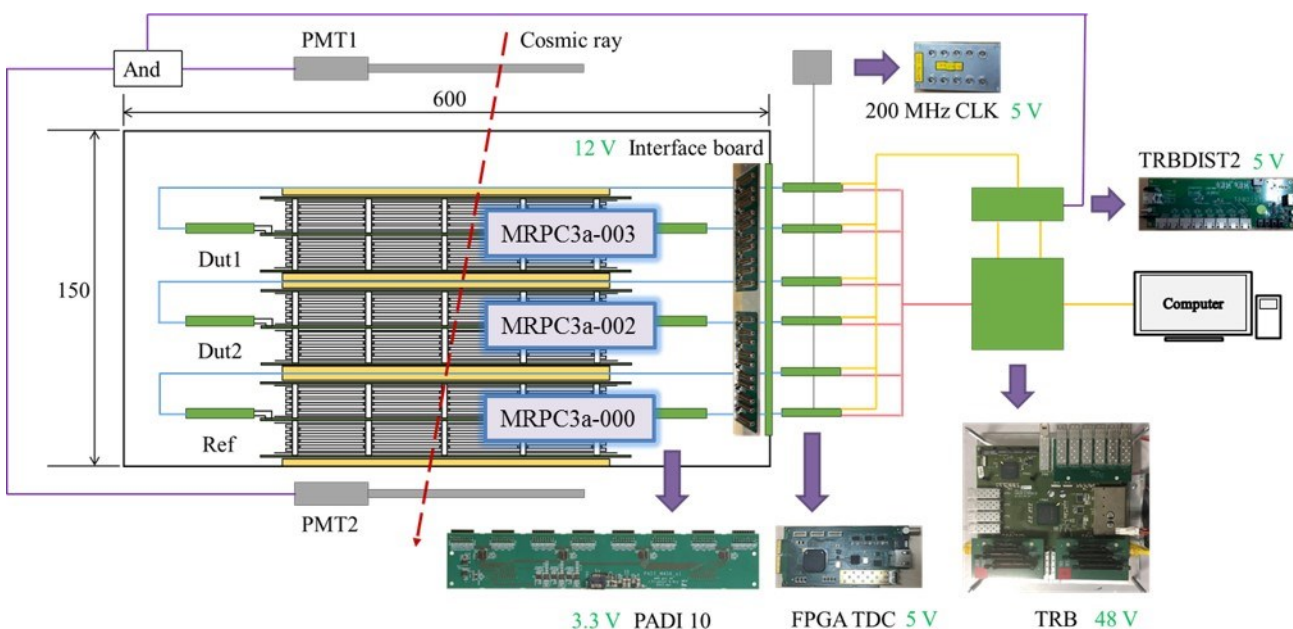 PMT1
Cosmic ray
And
600
200 MHz CLK 5 V
12 V Interface board
TRBDIST2 5 V
150
MRPC3a-003
Dut1
MRPC3a-002
Dut2
MRPC3a-000
Ref
Computer
PMT2
3.3 V PADI 10
FPGA TDC 5 V
TRB 48 V